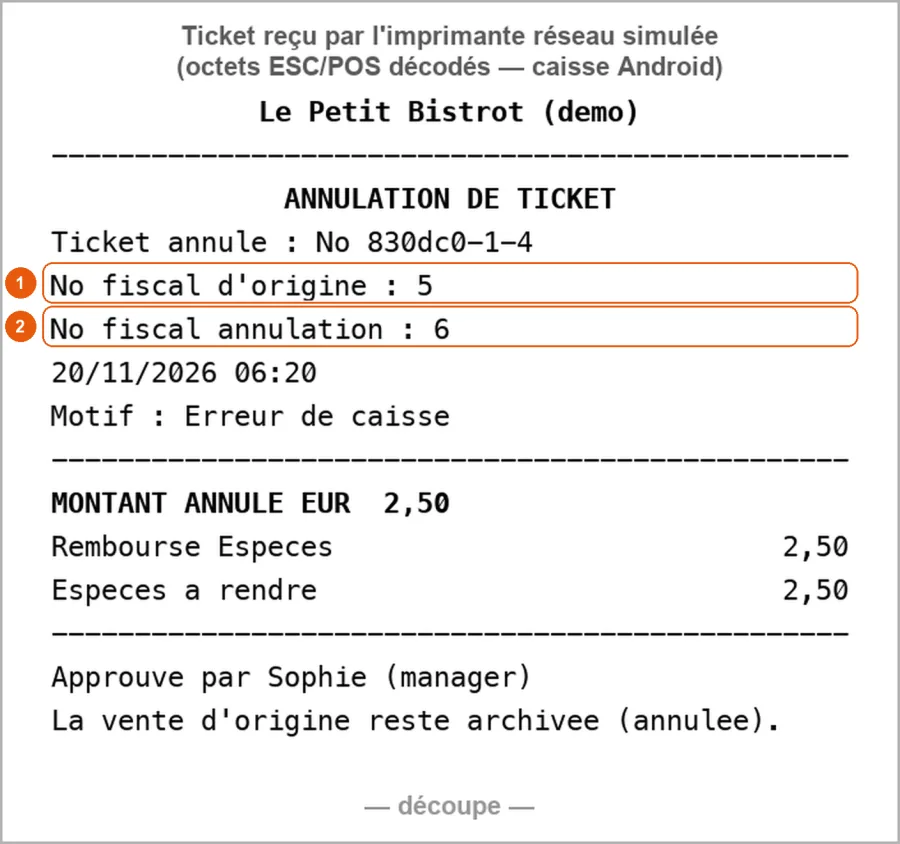 Ticket reçu par l'imprimante réseau simulée
(octets ESC/POS décodés — caisse Android)
Le Petit Bistrot (demo)
ANNULATION DE TICKET
Ticket annule : No 830dc0-1-4
1 No fiscal d'origine : 5
2 No fiscal annulation : 6
20/11/2026 06:20
Motif : Erreur de caisse
MONTANT ANNULE EUR 2,50
Rembourse Especes 2,50
Especes a rendre 2,50
Approuve par Sophie (manager)
La vente d'origine reste archivee (annulee).
— découpe —